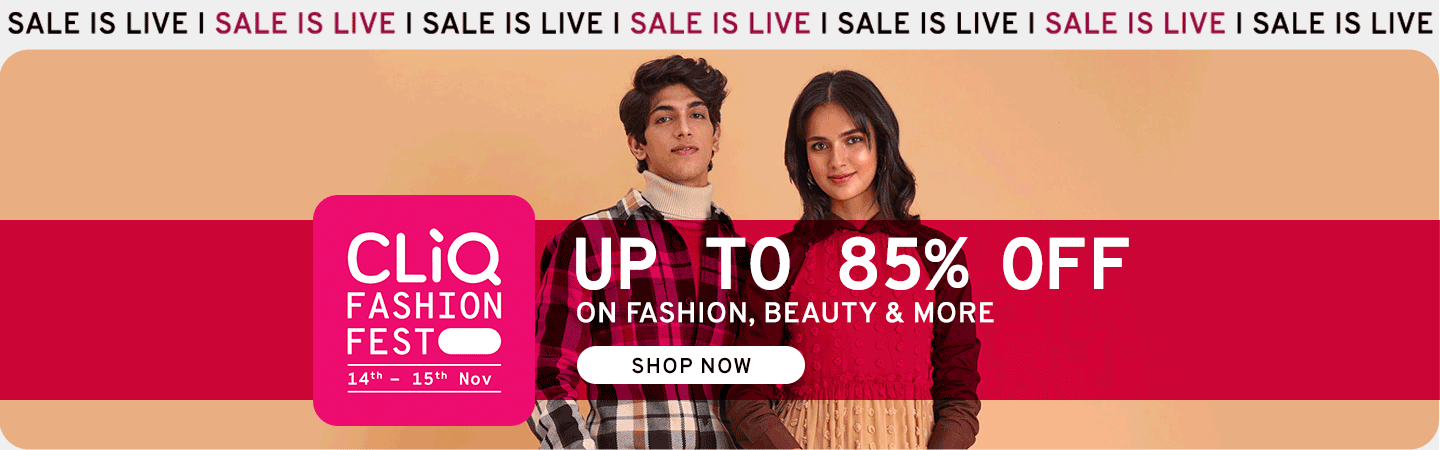 SALE IS LIVE I SALE IS LIVE I SALE IS LIVE I SALE IS LIVE I SALE IS LIVE I SALE IS LIVE I SALE IS LIVE
CLiQ
FASHION
FEST
14th – 15th Nov
UP TO 85% OFF
ON FASHION, BEAUTY & MORE
SHOP NOW